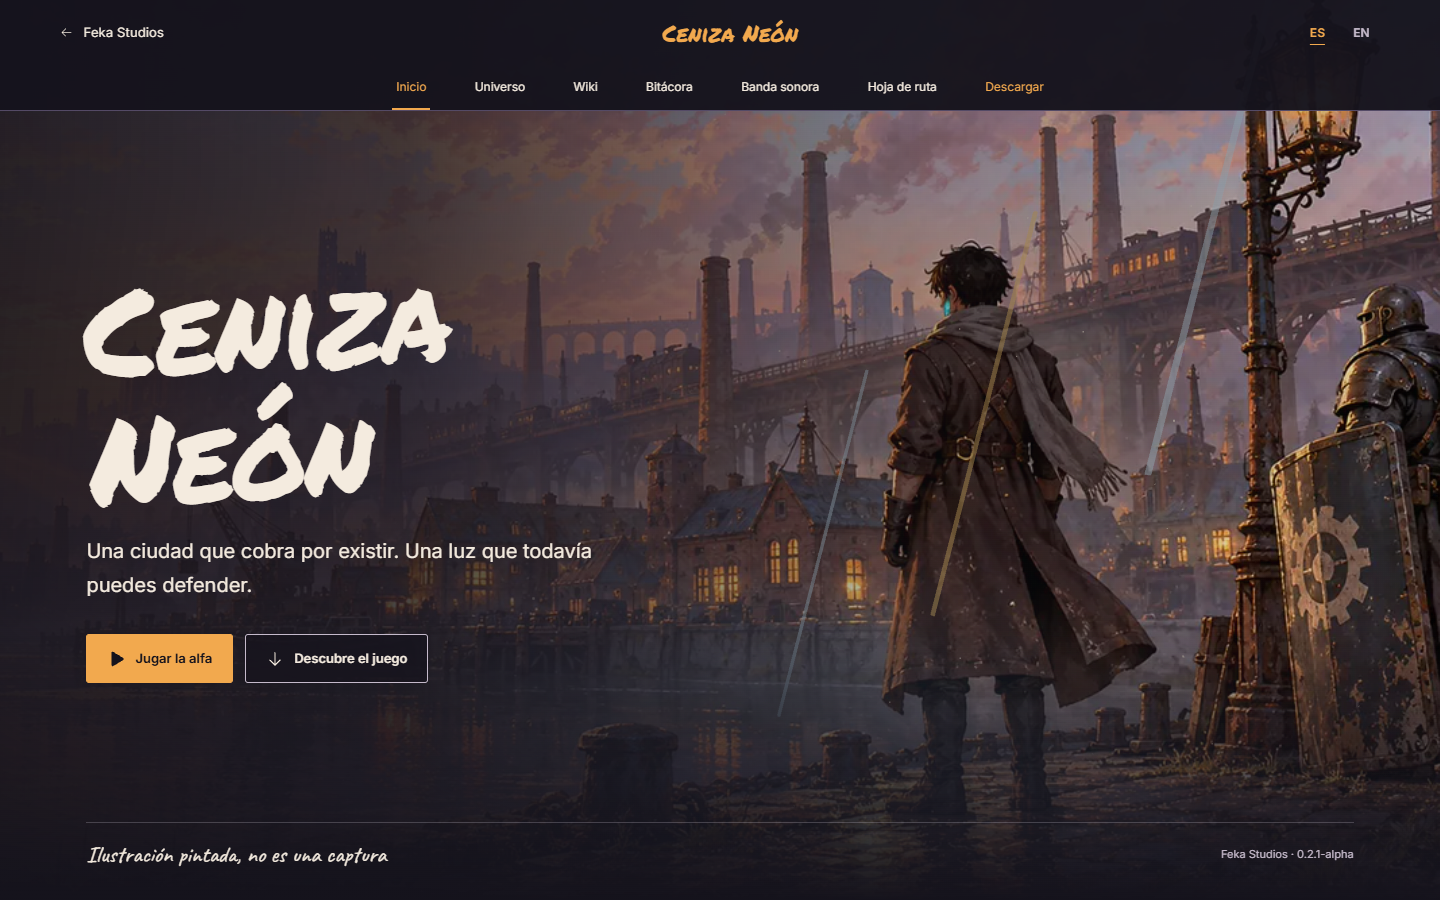 Feka Studios
Ceniza Neón
ES EN
Inicio Universo Wiki Bitácora Banda sonora Hoja de ruta Descargar
Ceniza
Neón
Una ciudad que cobra por existir. Una luz que todavía
puedes defender.
Jugar la alfa Descubre el juego
Ilustración pintada, no es una captura
Feka Studios · 0.2.1-alpha